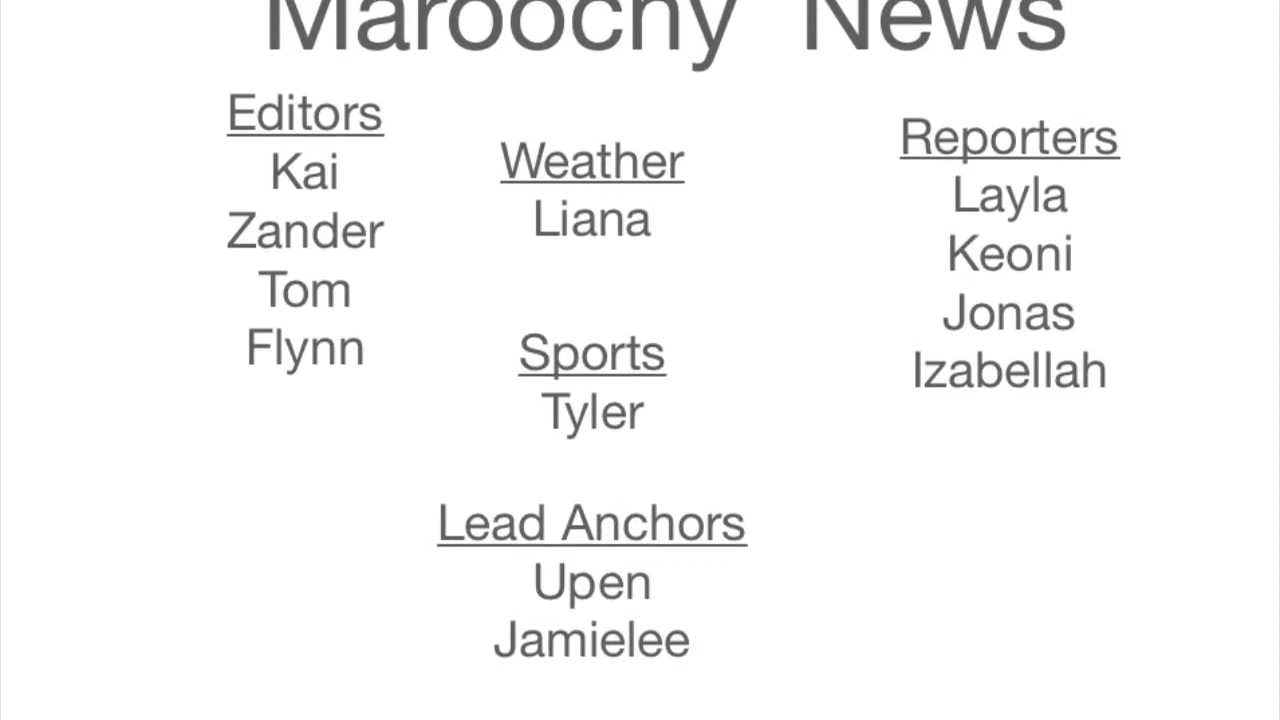 Maroochy News
Editors
Kai
Zander
Tom
Flynn
Weather
Liana
Sports
Tyler
Lead Anchors
Upen
Jamielee
Reporters
Layla
Keoni
Jonas
Izabellah